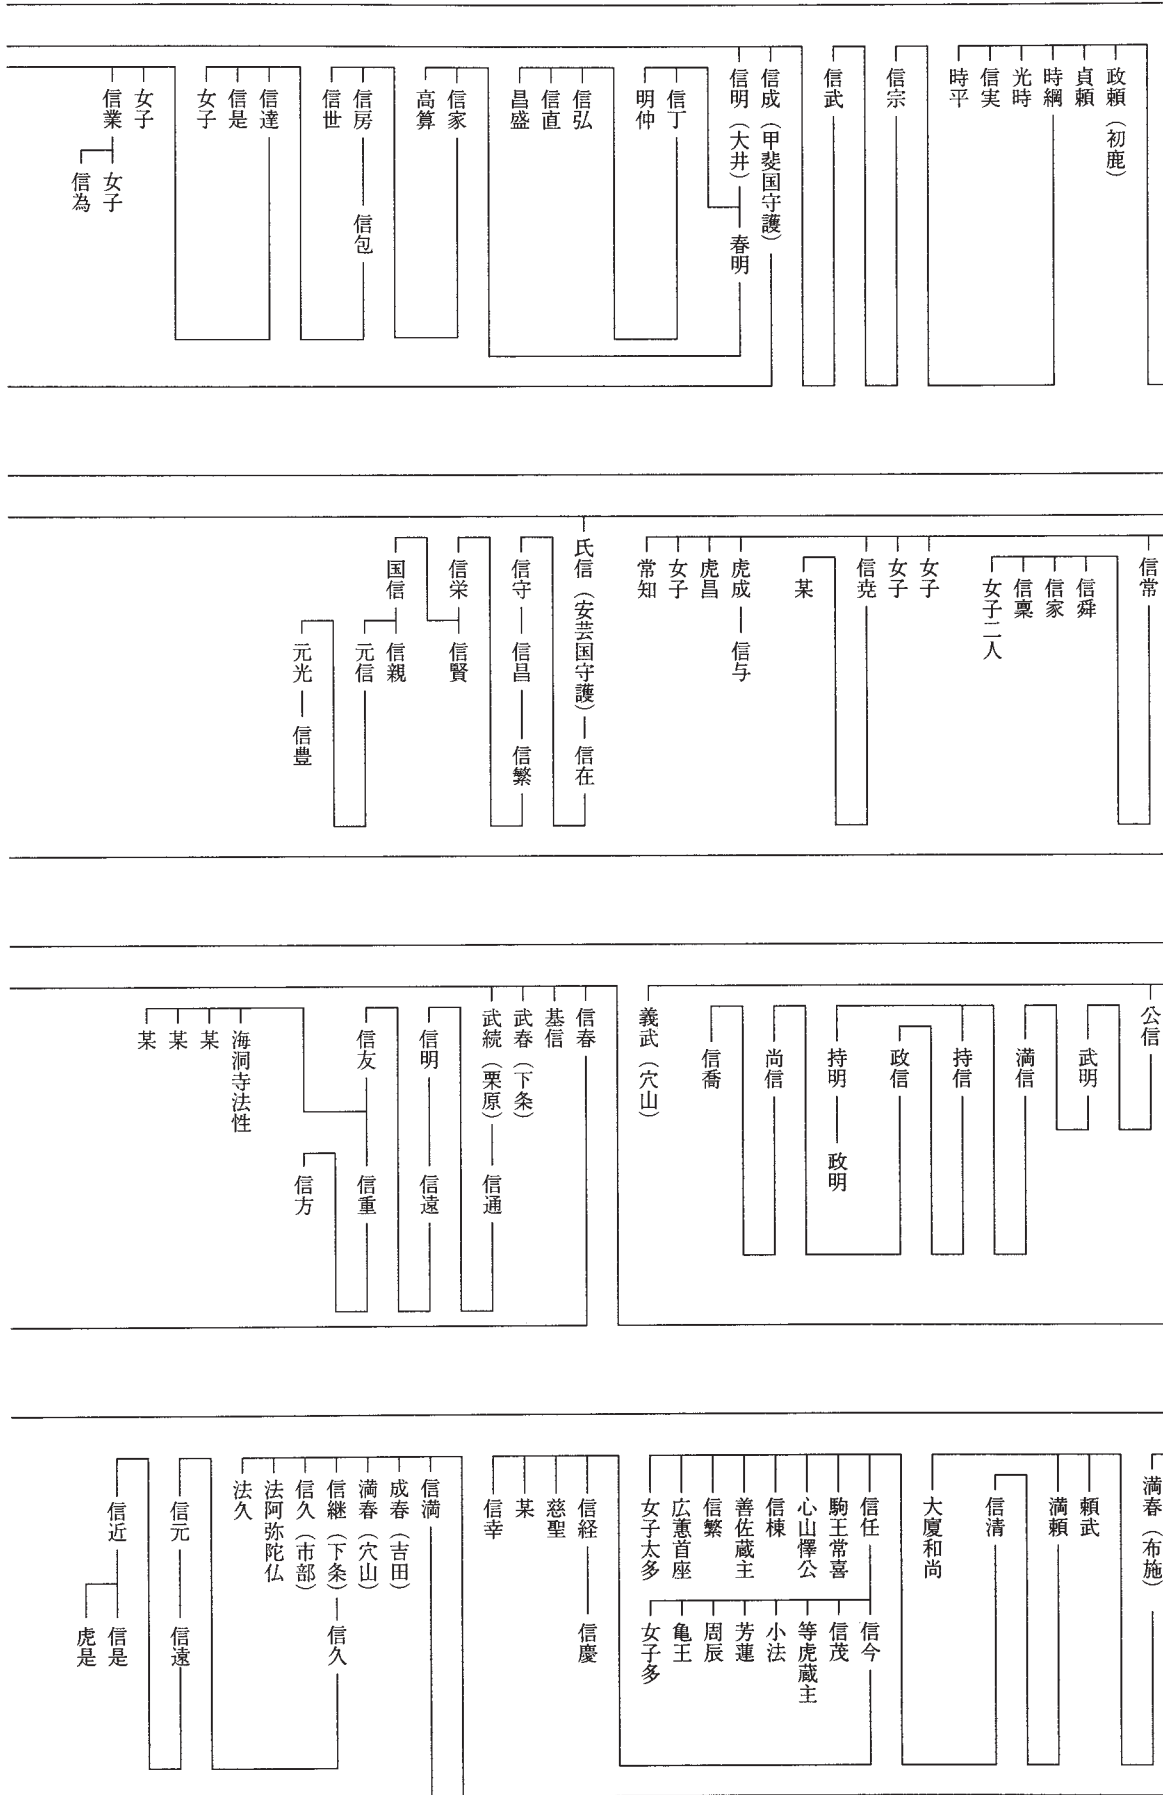 政頼（初鹿）
貞頼
時綱
光時
信実
時平
信宗
信武
信成（甲斐国守護）
信明（大井）
春明
信丁
明仲
信弘
信直
昌盛
信家
高算
信房
信包
信世
信達
信是
女子
女子
信業
女子
信為
信常
信舜
信家
信稟
女子二人
女子
女子
信尭
某
虎成
信与
虎昌
女子
常知
氏信（安芸国守護）
信在
信守
信昌
信繁
信栄
信賢
国信
信親
元信
元光
信豊
公信
武明
満信
持信
持明
政明
政信
尚信
信喬
義武（穴山）
信春
基信
武春（下条）
武続（栗原）
信通
信明
信遠
信友
信重
信方
海洞寺法性
某
某
某
満春（布施）
頼武
満頼
信清
大厦和尚
信任
駒王常喜
心山懌公
信棟
善佐蔵主
信繁
広蕙首座
女子太多
信今
信茂
等虎蔵主
小法
芳蓮
周辰
亀王
女子多
信経
信慶
慈聖
某
信幸
信満
成春（吉田）
満春（穴山）
信継（下条）
信久
信久（市部）
法阿弥陀仏
法久
信元
信遠
信近
信是
虎是